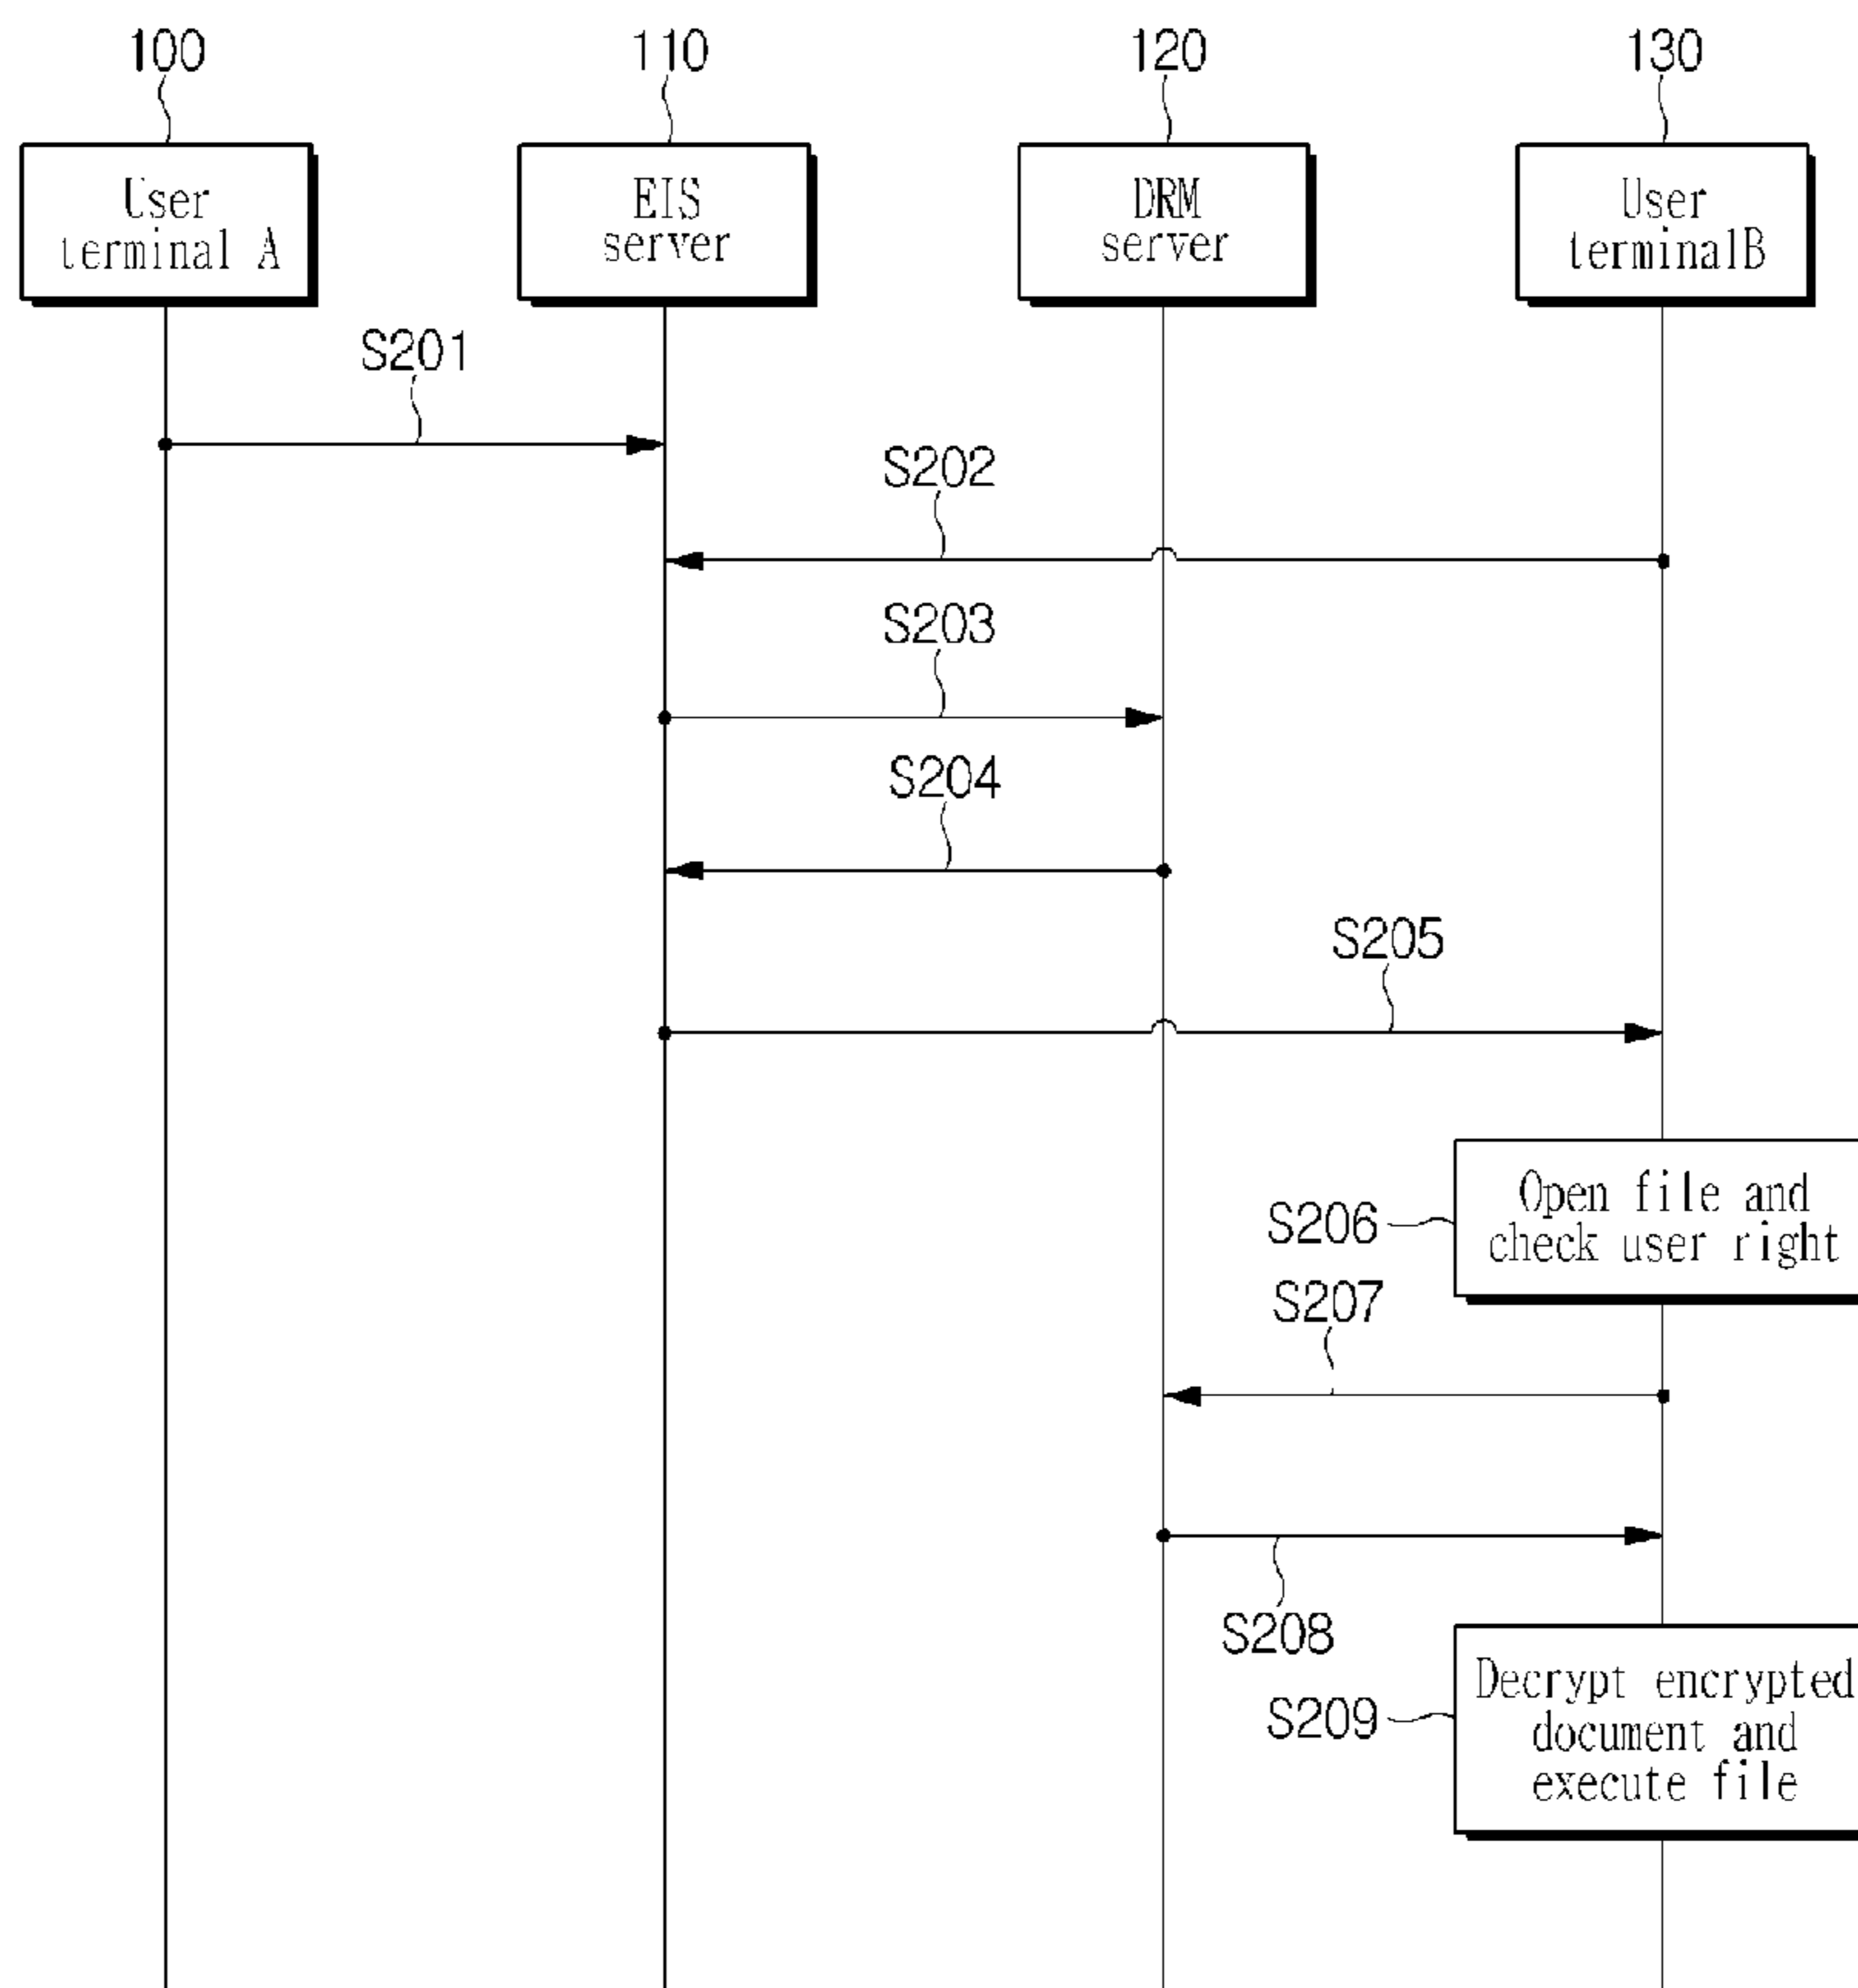 100
110
120
130
User
terminal A
EIS
server
DRM
server
User
terminalB
S201
S202
S203
S204
S205
S206
Open file and
check user right
S207
S208
S209
Decrypt encrypted
document and
execute file